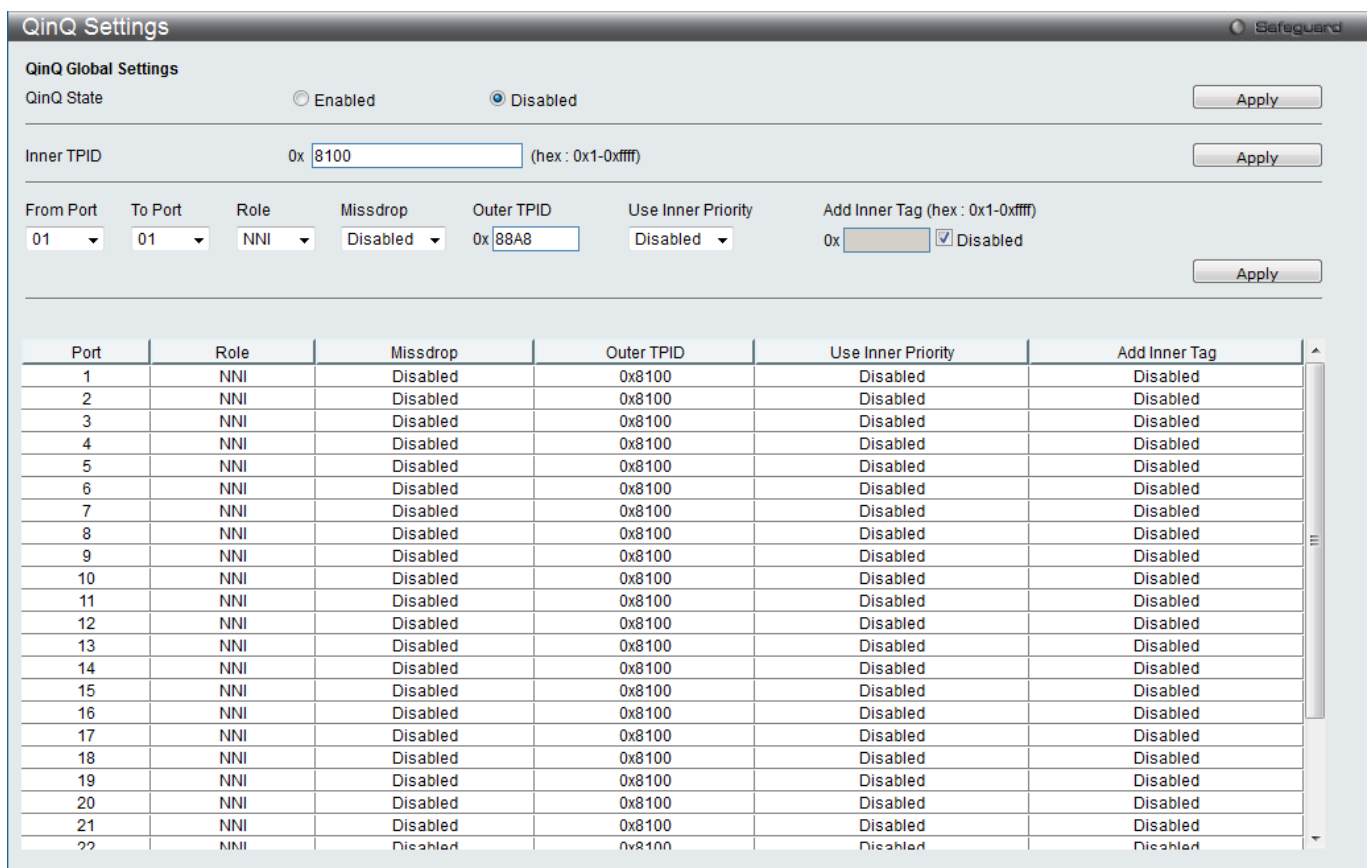 QinQ Settings Safeguard
QinQ Global Settings
QinQ State Enabled Disabled Apply
Inner TPID 0x 8100 (hex : 0x1-0xffff) Apply
From Port To Port Role Missdrop Outer TPID Use Inner Priority Add Inner Tag (hex : 0x1-0xffff)
01 01 NNI Disabled 0x 88A8 Disabled 0x Disabled
Apply
Port Role Missdrop Outer TPID Use Inner Priority Add Inner Tag
1 NNI Disabled 0x8100 Disabled Disabled
2 NNI Disabled 0x8100 Disabled Disabled
3 NNI Disabled 0x8100 Disabled Disabled
4 NNI Disabled 0x8100 Disabled Disabled
5 NNI Disabled 0x8100 Disabled Disabled
6 NNI Disabled 0x8100 Disabled Disabled
7 NNI Disabled 0x8100 Disabled Disabled
8 NNI Disabled 0x8100 Disabled Disabled
9 NNI Disabled 0x8100 Disabled Disabled
10 NNI Disabled 0x8100 Disabled Disabled
11 NNI Disabled 0x8100 Disabled Disabled
12 NNI Disabled 0x8100 Disabled Disabled
13 NNI Disabled 0x8100 Disabled Disabled
14 NNI Disabled 0x8100 Disabled Disabled
15 NNI Disabled 0x8100 Disabled Disabled
16 NNI Disabled 0x8100 Disabled Disabled
17 NNI Disabled 0x8100 Disabled Disabled
18 NNI Disabled 0x8100 Disabled Disabled
19 NNI Disabled 0x8100 Disabled Disabled
20 NNI Disabled 0x8100 Disabled Disabled
21 NNI Disabled 0x8100 Disabled Disabled
22 NNI Disabled 0x8100 Disabled Disabled